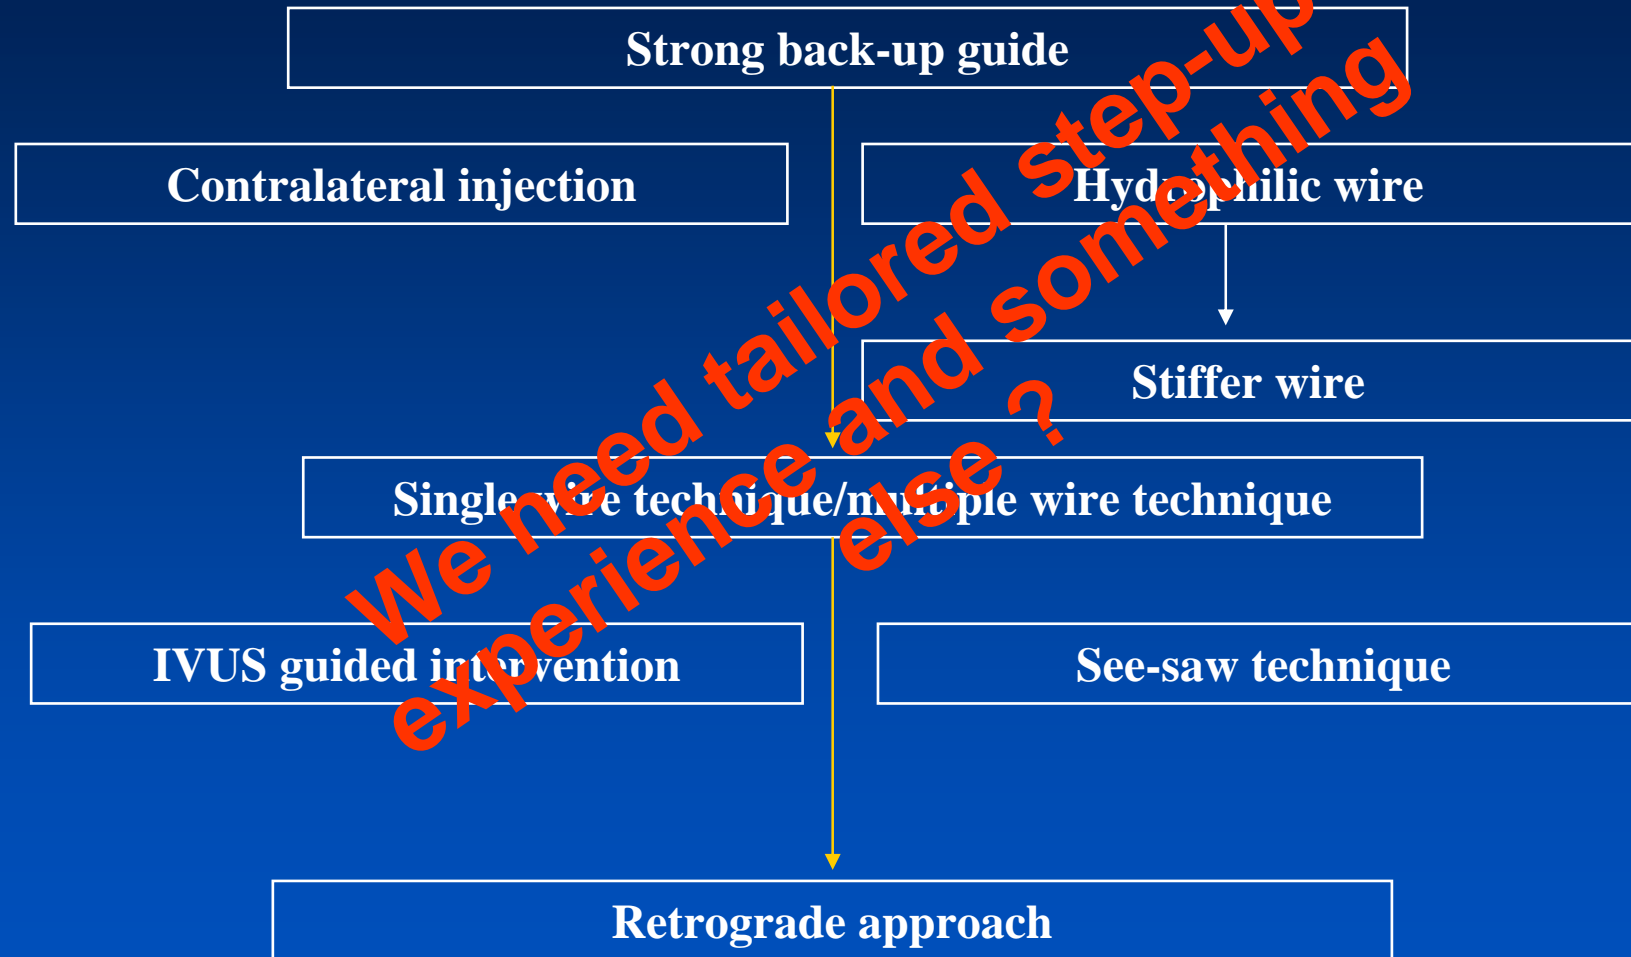 Strong back-up guide
Contralateral injection
Hydrophilic wire
Stiffer wire
Single wire technique/multiple wire technique
IVUS guided intervention
See-saw technique
Retrograde approach
We need tailored step-up
experience and something
else ?